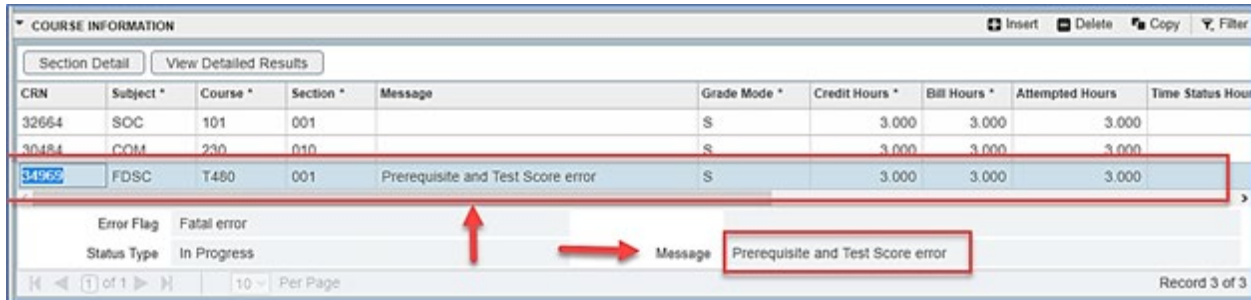 COURSE INFORMATION Insert Delete Copy Filter
Section Detail View Detailed Results
CRN Subject * Course * Section * Message Grade Mode * Credit Hours * Bill Hours * Attempted Hours Time Status Hour
32664 SOC 101 001 S 3.000 3.000 3.000
30484 COM 230 010 S 3.000 3.000 3.000
34969 FDSC T480 001 Prerequisite and Test Score error S 3.000 3.000 3.000
Error Flag Fatal error
Status Type In Progress Message Prerequisite and Test Score error
1 of 1 10 Per Page Record 3 of 3